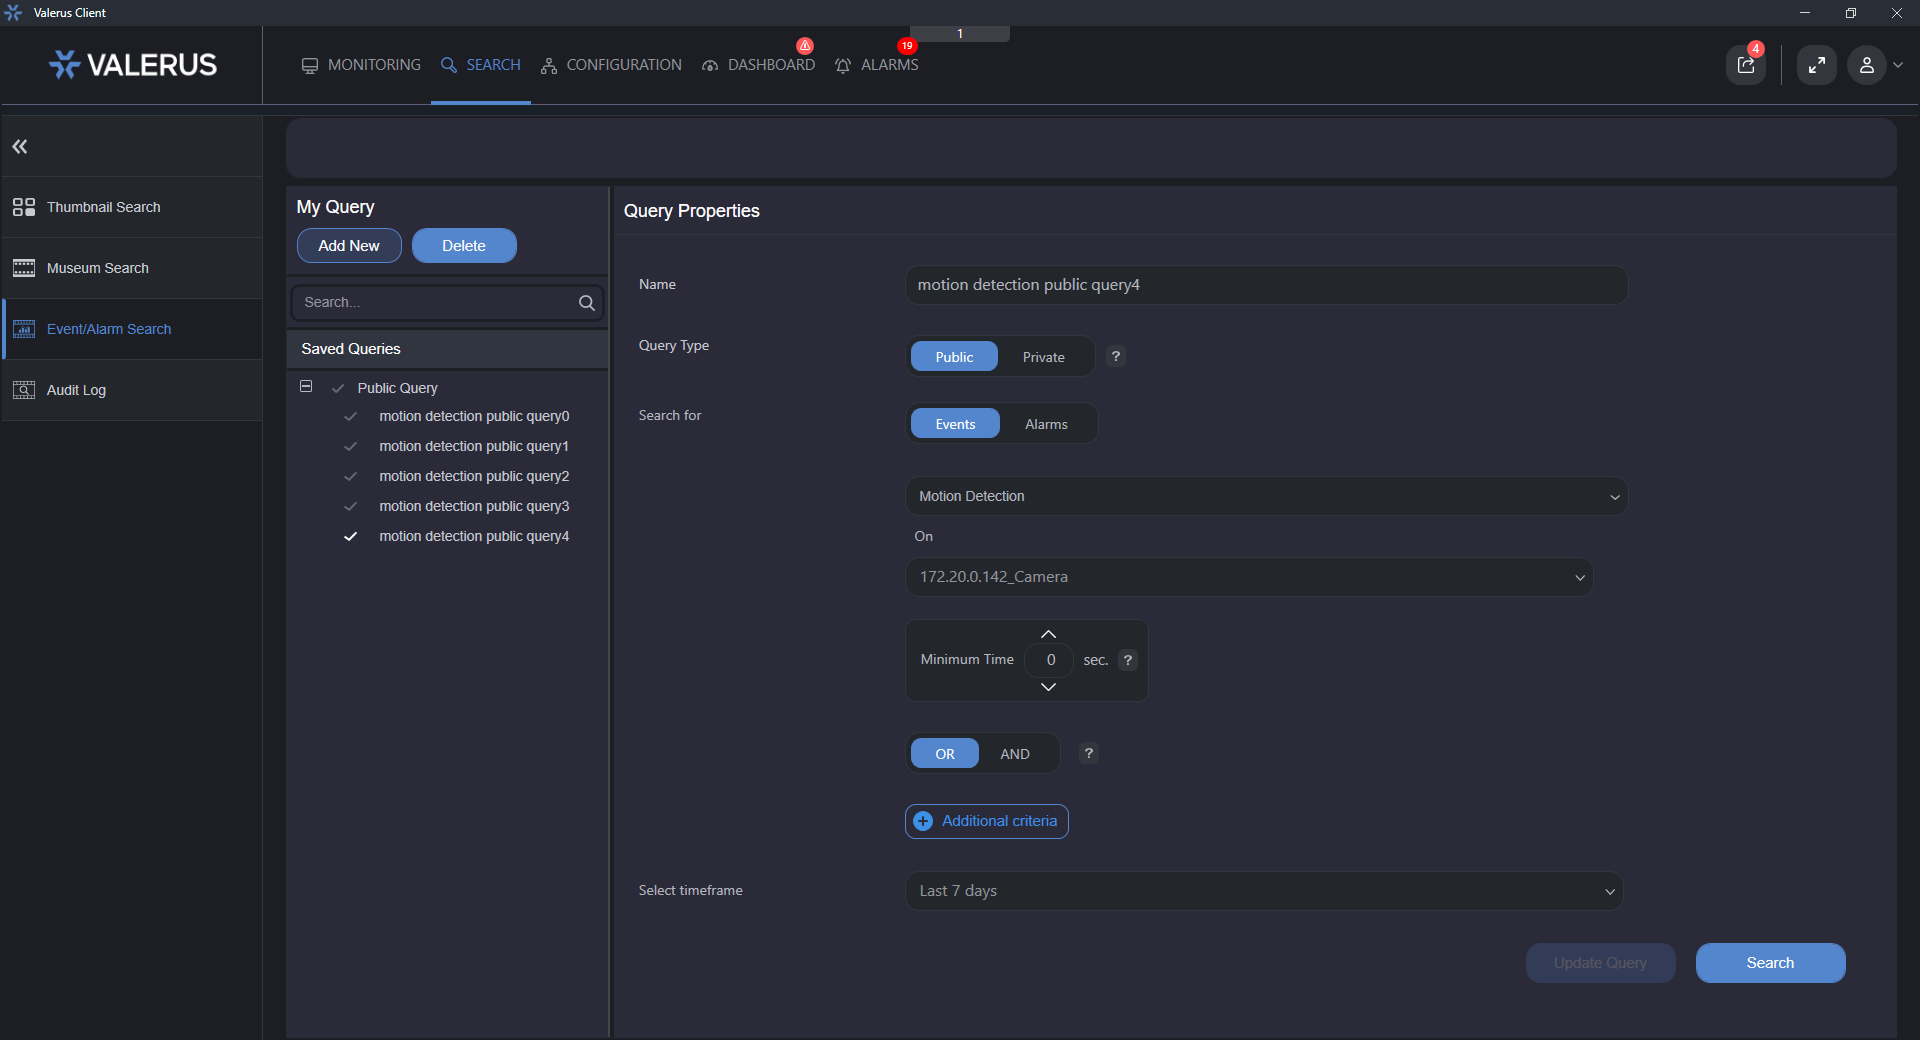 Valerus Client
1
VALERUS
MONITORING
SEARCH
CONFIGURATION
DASHBOARD
19
ALARMS
4
Thumbnail Search
Museum Search
Event/Alarm Search
Audit Log
My Query
Add New
Delete
Search...
Saved Queries
Public Query
motion detection public query0
motion detection public query1
motion detection public query2
motion detection public query3
motion detection public query4
Query Properties
Name
motion detection public query4
Query Type
Public Private ?
Search for
Events Alarms
Motion Detection
On
172.20.0.142_Camera
Minimum Time 0 sec. ?
OR AND ?
Additional criteria
Select timeframe
Last 7 days
Update Query
Search